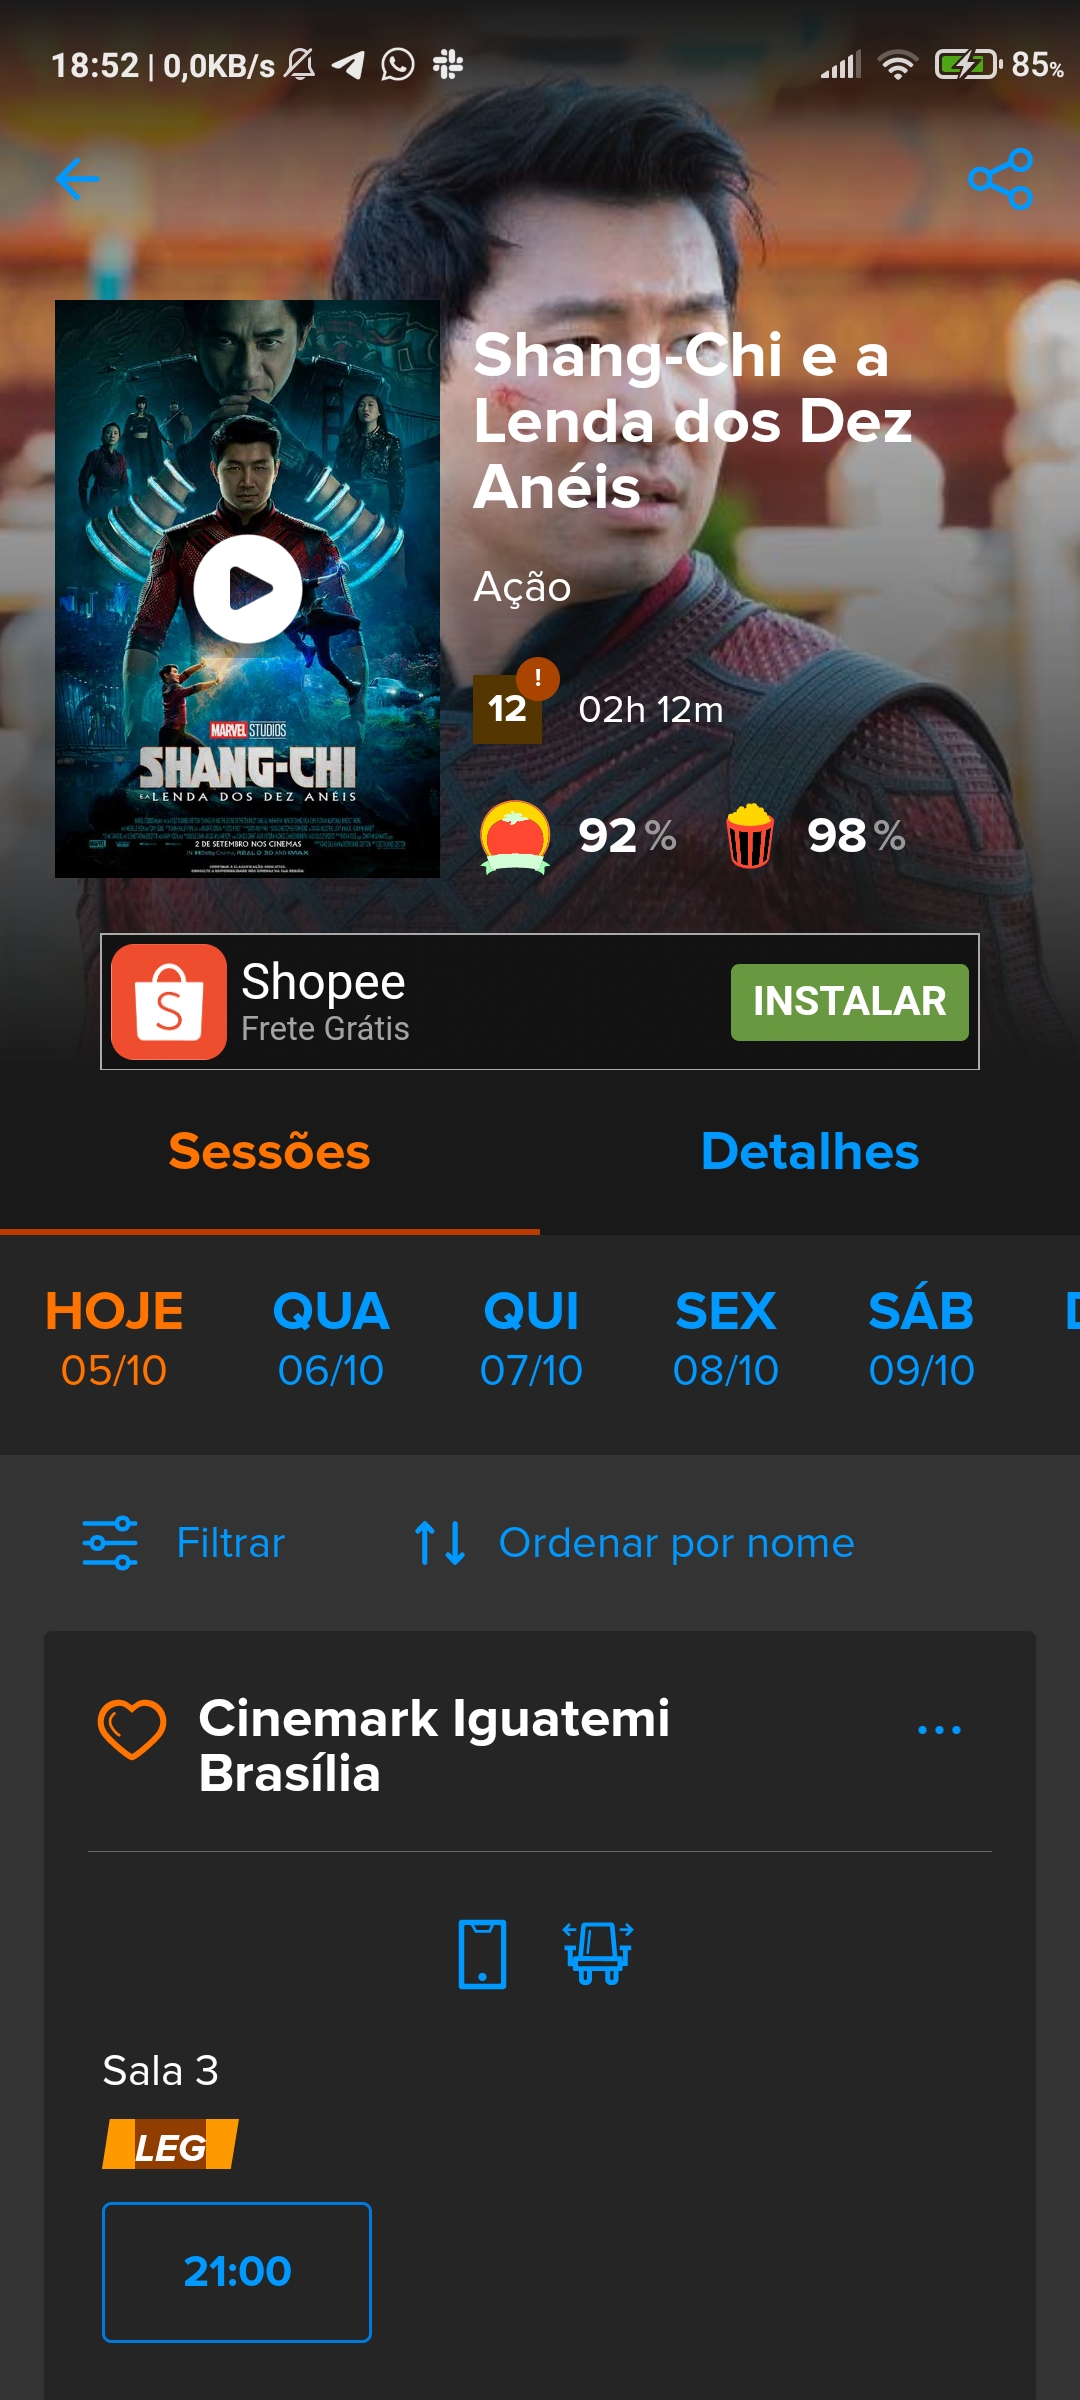 18:52 | 0,0KB/s
85%
Shang-Chi e a
Lenda dos Dez
Anéis
Ação
12
!
02h 12m
92 %
98 %
MARVEL STUDIOS
SHANG-CHI
E A LENDA DOS DEZ ANÉIS
2 DE SETEMBRO NOS CINEMAS
Shopee
Frete Grátis
INSTALAR
Sessões
Detalhes
HOJE
QUA
QUI
SEX
SÁB
05/10
06/10
07/10
08/10
09/10
Filtrar
Ordenar por nome
Cinemark Iguatemi
Brasília
Sala 3
LEG
21:00